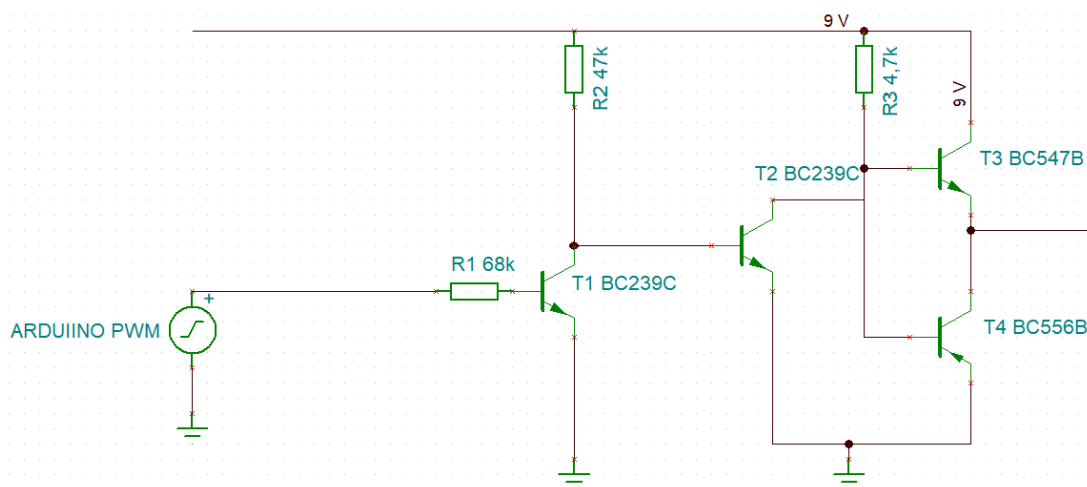 9 V
R2 47k
R3 4,7k
9 V
T3 BC547B
T2 BC239C
R1 68k
T1 BC239C
+
ARDUIINO PWM
T4 BC556B